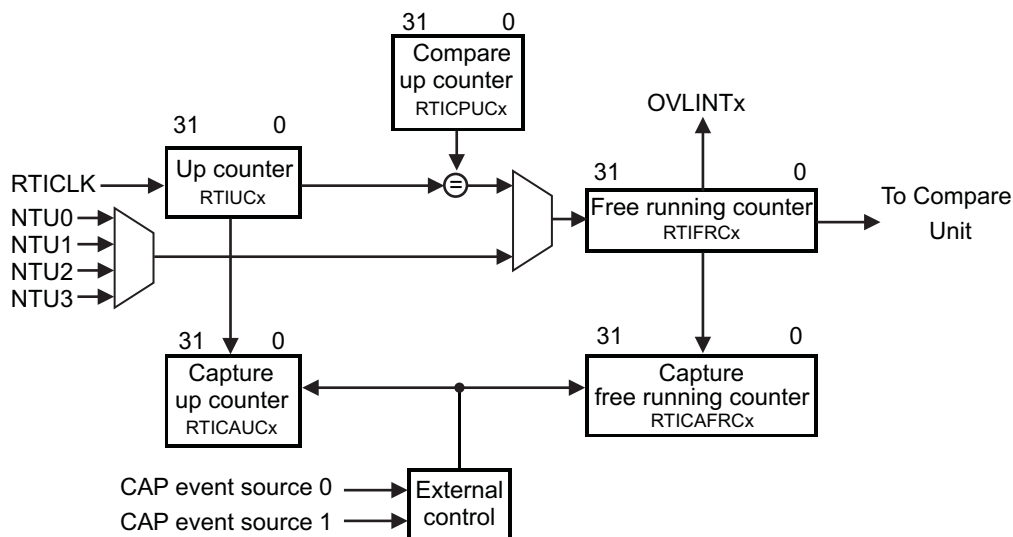 31 0
Compare
up counter
RTICPUCx
OVLINTx
31 0
Up counter
RTIUCx
RTICLK
NTU0
NTU1
NTU2
NTU3
=
31 0
Free running counter
RTIFRCx
To Compare
Unit
31 0
Capture
up counter
RTICAUCx
31 0
Capture
free running counter
RTICAFRCx
CAP event source 0
CAP event source 1
External
control